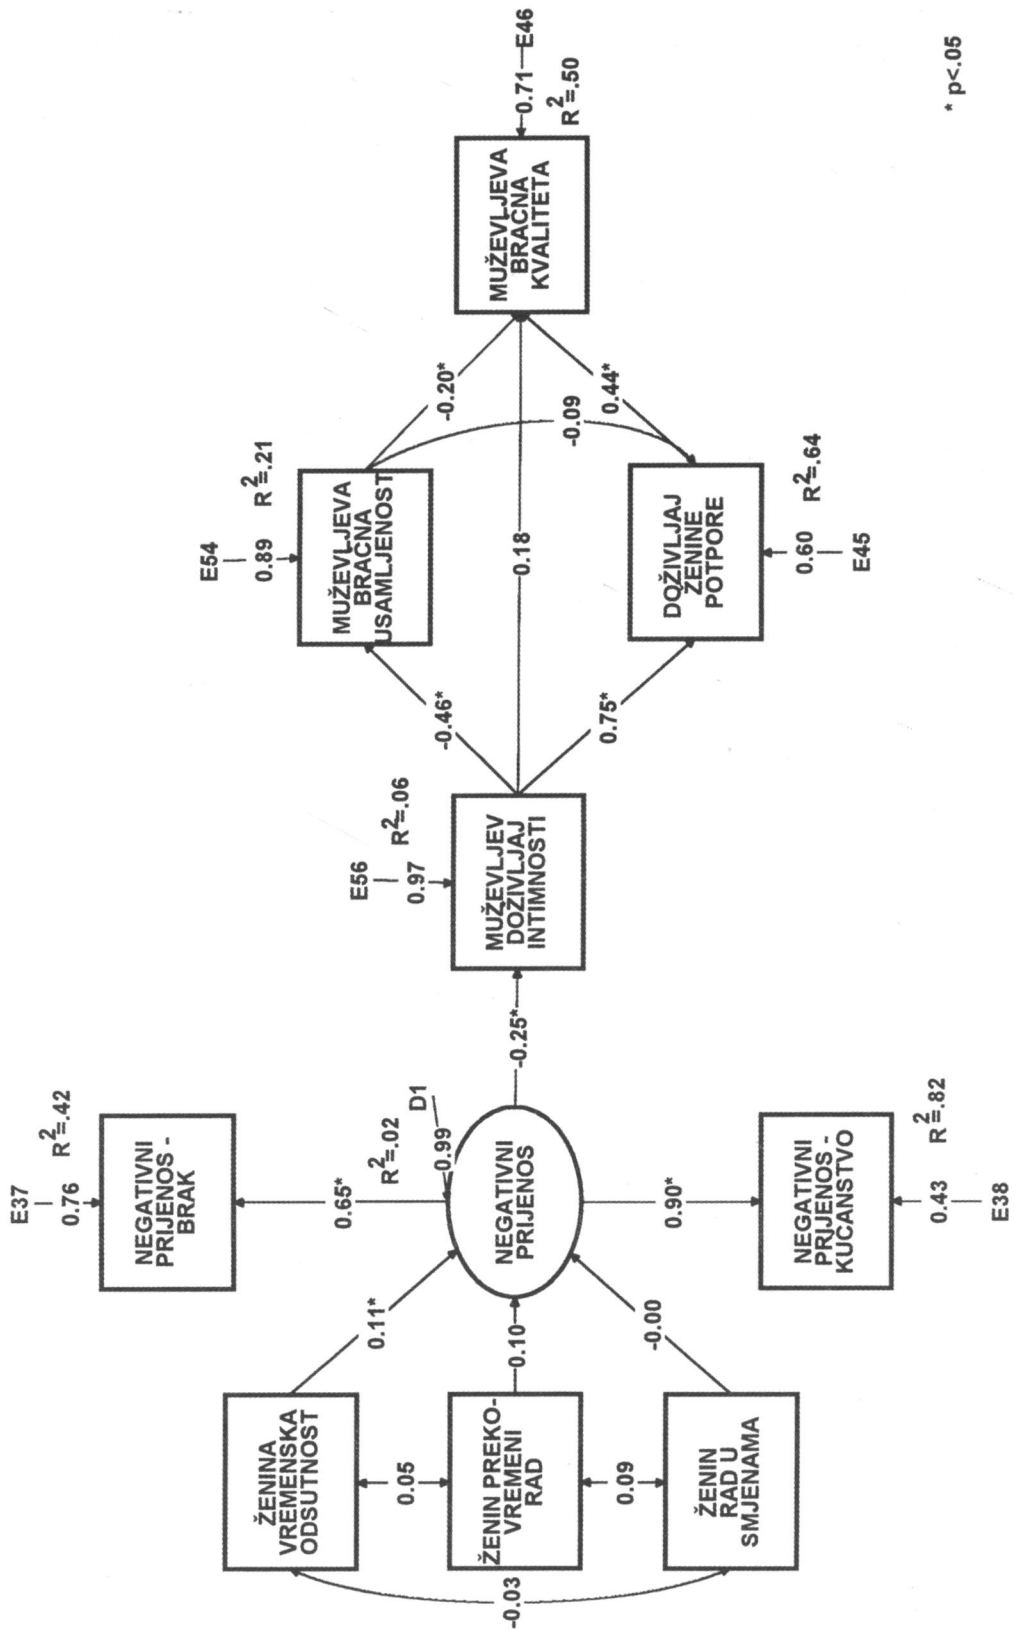 E37
0.76
NEGATIVNI
PRIJENOS -
BRAK
R²=.42
0.65*
ŽENINA
VREMENSKA
ODSUTNOST
0.11*
R²=.02
D1
0.99
0.05
-0.03
ŽENIN PREKO-
VREMENI
RAD
0.10
NEGATIVNI
PRIJENOS
-0.25*
0.09
ŽENIN
RAD U
SMJENAMA
-0.00
0.90*
NEGATIVNI
PRIJENOS -
KUCANSTVO
R²=.82
0.43
E38
E56
0.97
R²=.06
MUŽEVLJEV
DOŽIVLJAJ
INTIMNOSTI
-0.46*
0.18
0.75*
E54
0.89
R²=.21
MUŽEVLJEVA
BRAČNA
USAMLJENOST
-0.20*
-0.09
0.44*
DOŽIVLJAJ
ŽENINE
POTPORE
R²=.64
0.60
E45
MUŽEVLJEVA
BRAČNA
KVALITETA
0.71
E46
R²=.50
* p<.05